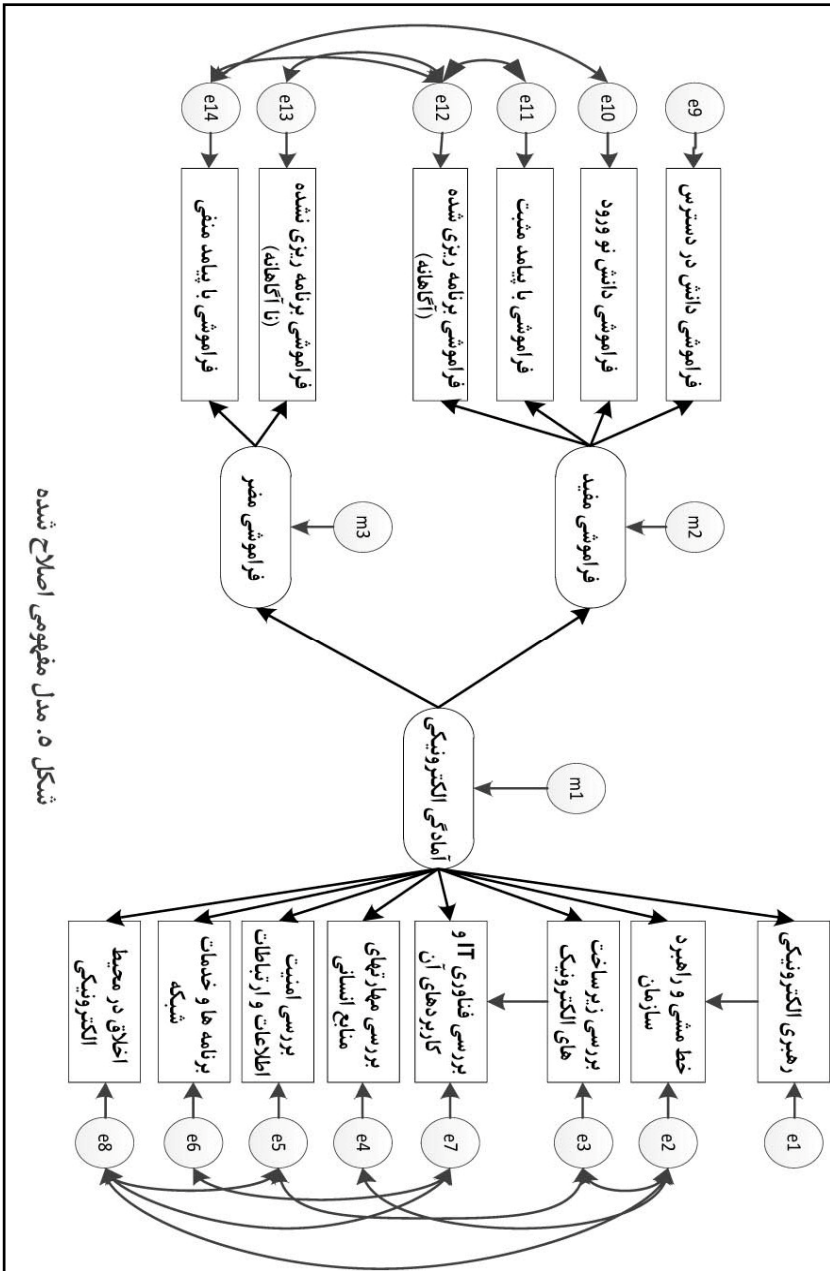 e9
e10
e11
e12
e13
e14
فراموشی دانش در دسترس
فراموشی دانش نو ورود
فراموشی با پیامد مثبت
فراموشی برنامه ریزی شده
(آگاهانه)
فراموشی برنامه ریزی نشده
(نا آگاهانه)
فراموشی با پیامد منفی
m2
m3
فراموشی مفید
فراموشی مضر
m1
آمادگی الکترونیکی
رهبری الکترونیکی
خط مشی و راهبرد
سازمان
بررسی زیرساخت
های الکترونیک
بررسی فناوری IT و
کاربردهای آن
بررسی مهارتهای
منابع انسانی
بررسی امنیت
اطلاعات و ارتباطات
برنامه ها و خدمات
شبکه
اخلاق در محیط
الکترونیکی
e1
e2
e3
e7
e4
e5
e6
e8
شکل ۵. مدل مفهومی اصلاح شده